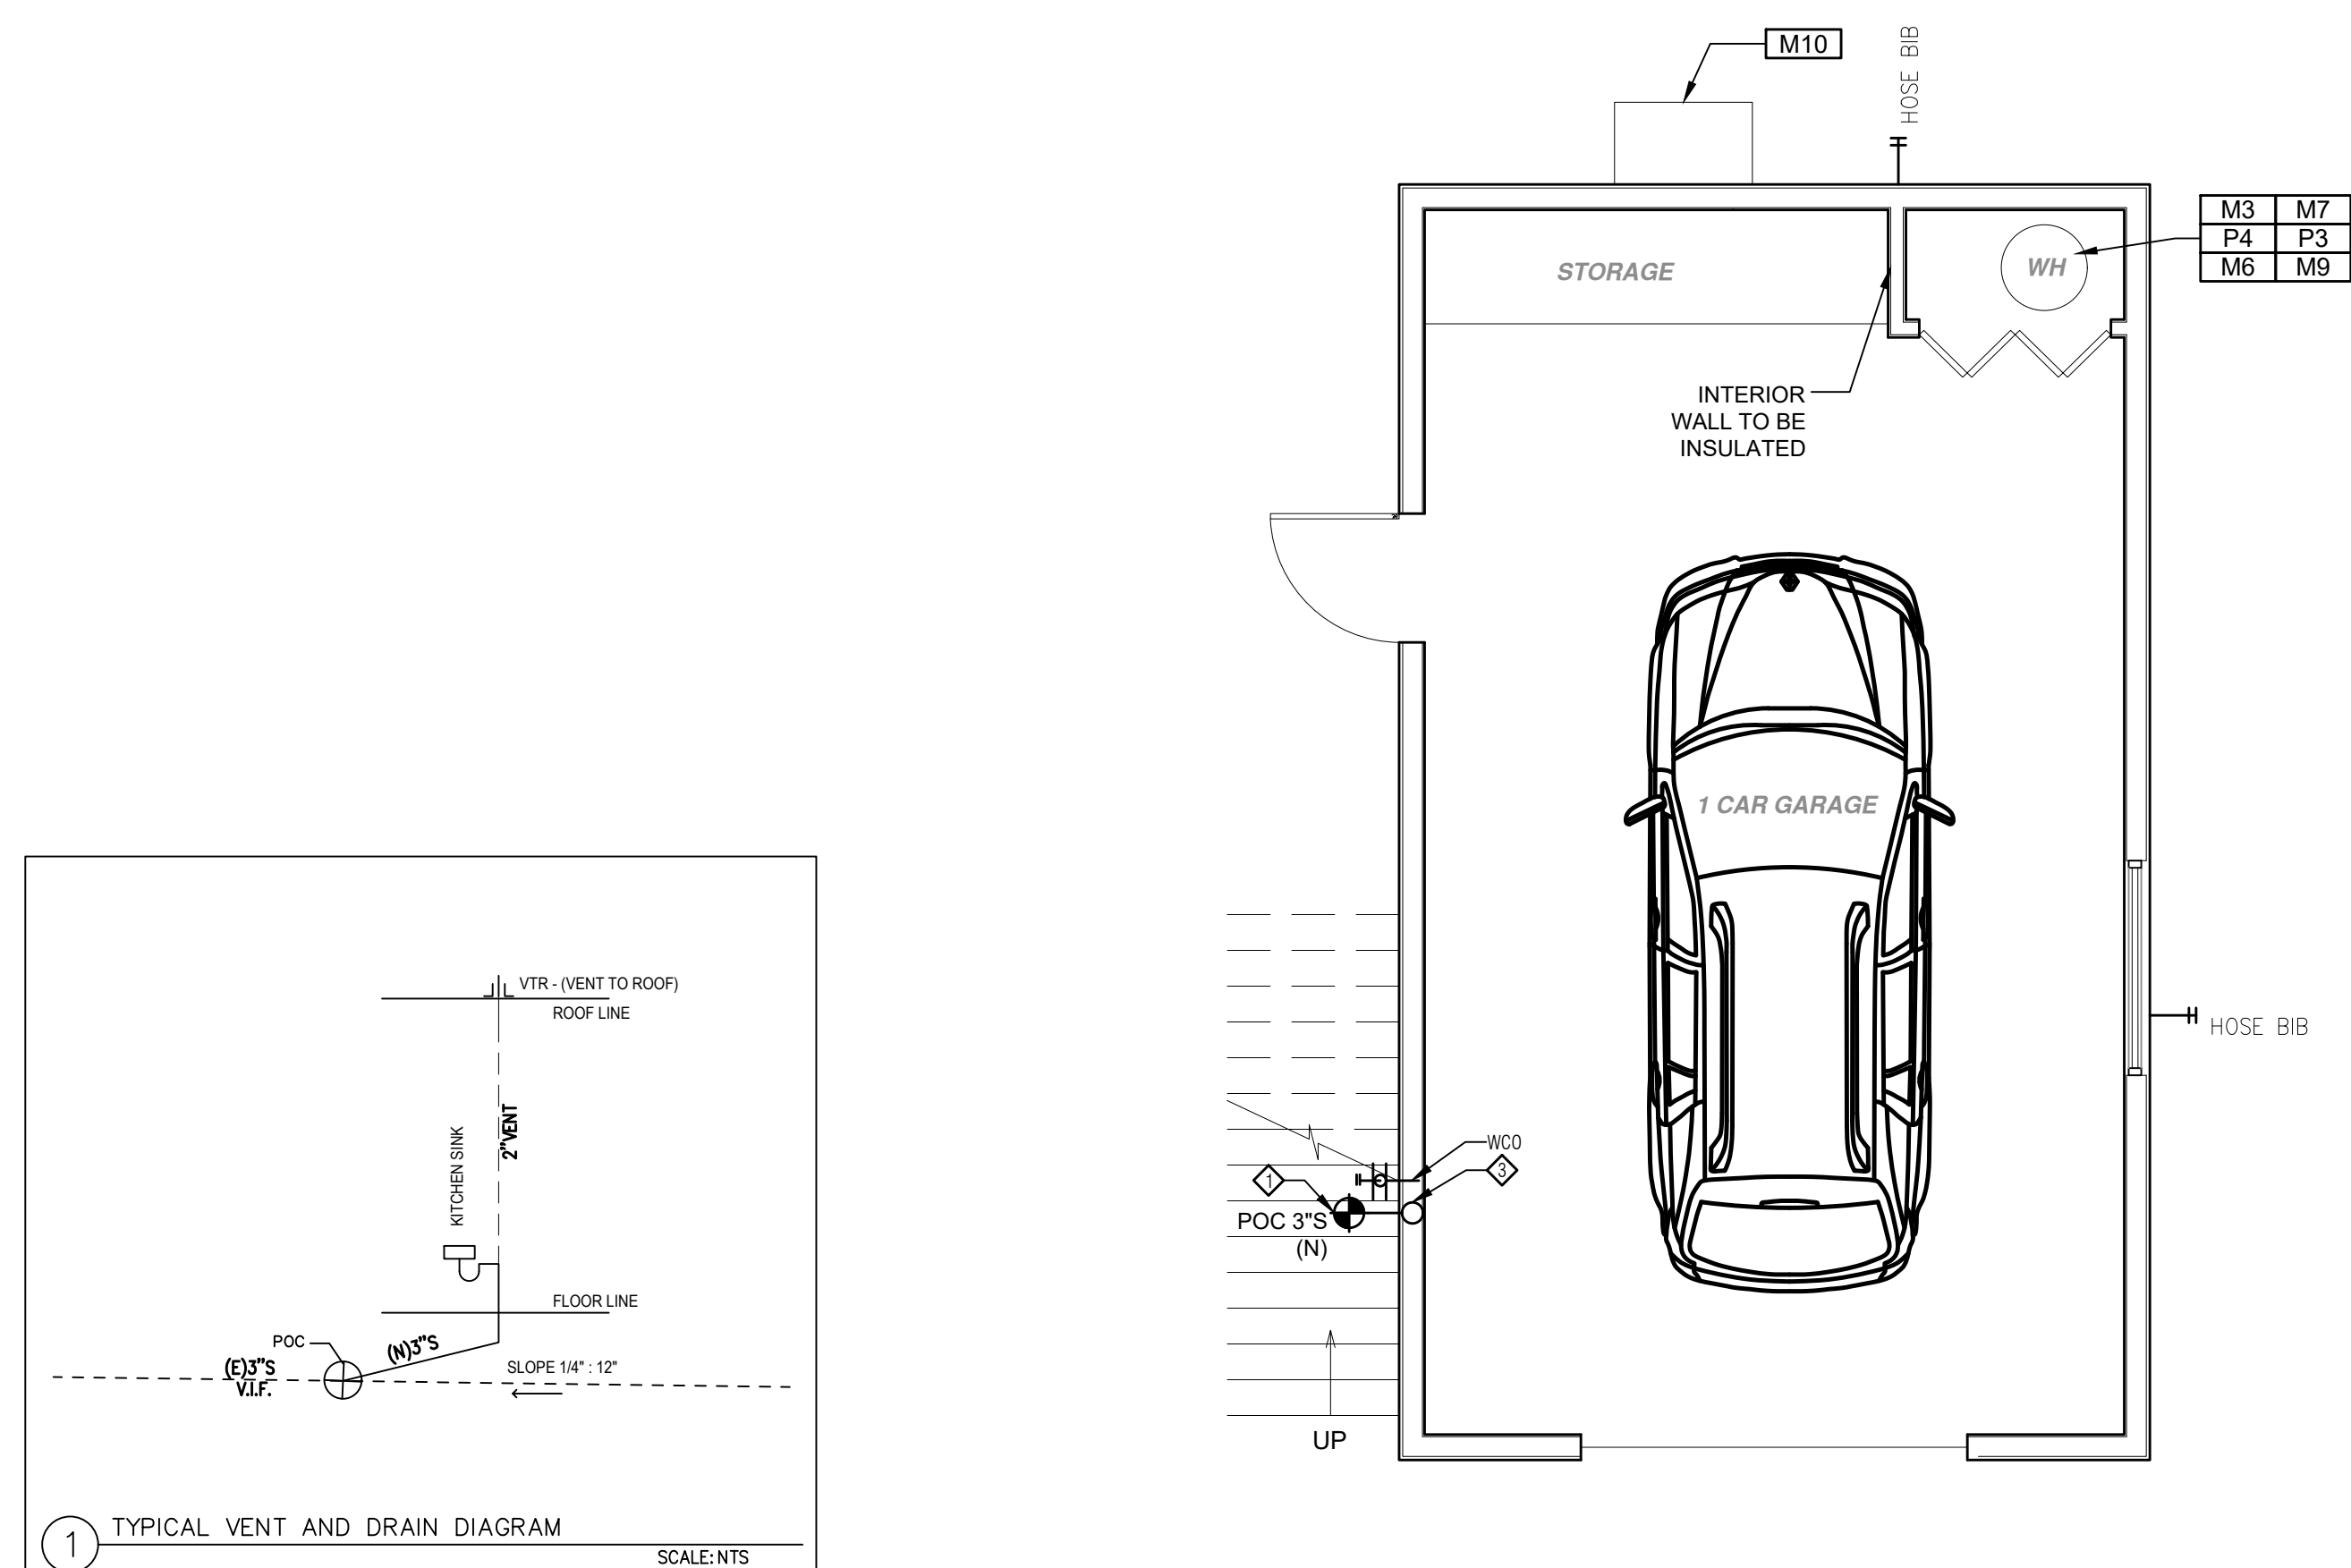 M10
HOSE BIB
M3 M7
P4 P3
M6 M9
STORAGE
WH
INTERIOR
WALL TO BE
INSULATED
1 CAR GARAGE
HOSE BIB
WCO
1
3
POC 3"S
(N)
UP
VTR - (VENT TO ROOF)
ROOF LINE
2"VENT
KITCHEN SINK
FLOOR LINE
POC
(N)3"S
(E)3"S
V.I.F.
SLOPE 1/4" : 12"
1 TYPICAL VENT AND DRAIN DIAGRAM
SCALE: NTS